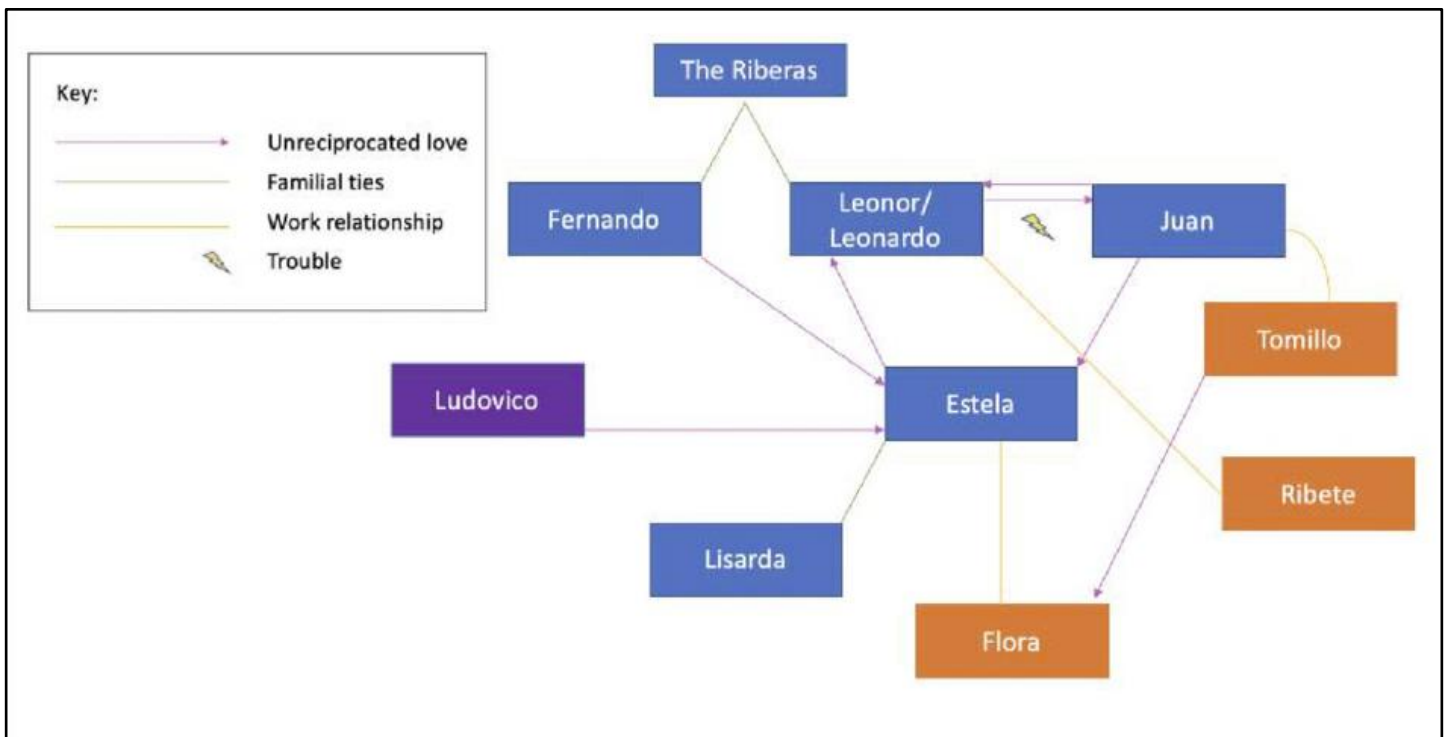 Key:
Unreciprocated love
Familial ties
Work relationship
Trouble
The Riberas
Fernando
Leonor/
Leonardo
Juan
Tomillo
Ludovico
Estela
Ribete
Lisarda
Flora